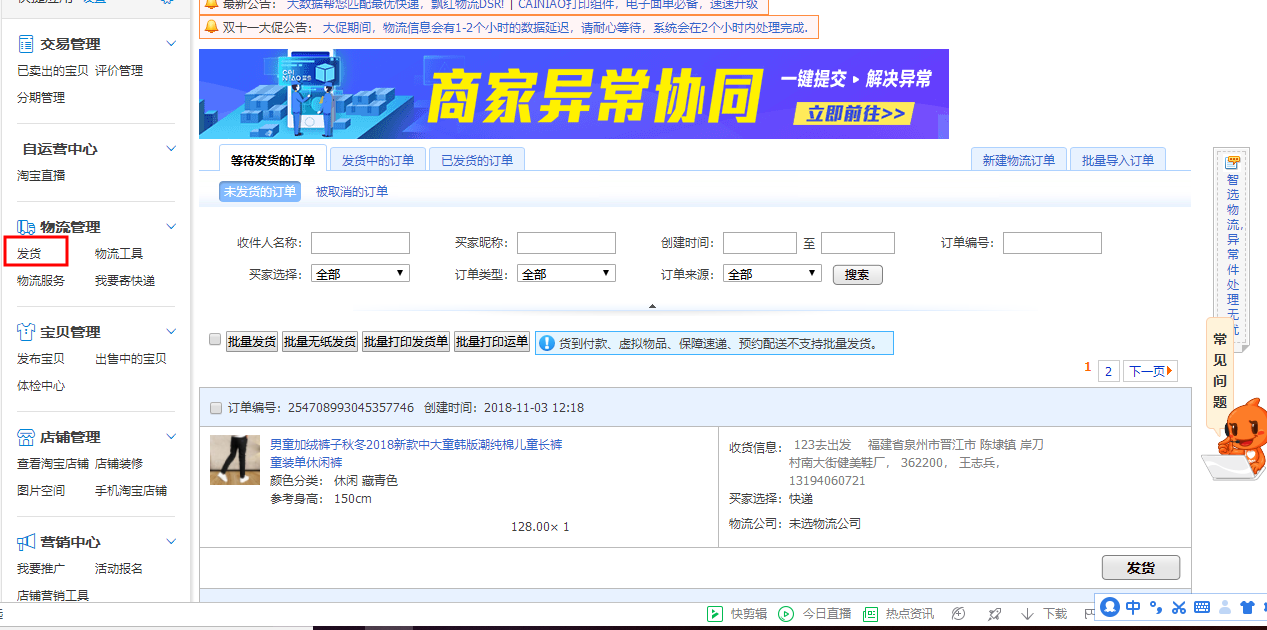 设置
最新公告： 大数据帮您匹配最优快递，飘红物流DSR! | CAINIAO打印组件，电子面单必备，速速升级
双十一大促公告： 大促期间，物流信息会有1-2个小时的数据延迟，请耐心等待，系统会在2个小时内处理完成.
交易管理
已卖出的宝贝 评价管理
分期管理
自运营中心
淘宝直播
物流管理
发货 物流工具
物流服务 我要寄快递
宝贝管理
发布宝贝 出售中的宝贝
体检中心
店铺管理
查看淘宝店铺 店铺装修
图片空间 手机淘宝店铺
营销中心
我要推广 活动报名
店铺营销工具
商家异常协同
一键提交 ▸ 解决异常
立即前往>>
等待发货的订单 发货中的订单 已发货的订单 新建物流订单 批量导入订单
未发货的订单 被取消的订单
收件人名称: 买家昵称: 创建时间: 至 订单编号:
买家选择: 全部 订单类型: 全部 订单来源: 全部 搜索
批量发货 批量无纸发货 批量打印发货单 批量打印运单 货到付款、虚拟物品、保障速递、预约配送不支持批量发货。
1 2 下一页
订单编号: 254708993045357746 创建时间: 2018-11-03 12:18
男童加绒裤子秋冬2018新款中大童韩版潮纯棉儿童长裤
童装单休闲裤
颜色分类: 休闲 藏青色
参考身高: 150cm
128.00× 1
收货信息: 123去出发 福建省泉州市晋江市 陈埭镇 岸刀
村南大街健美鞋厂, 362200, 王志兵,
13194060721
买家选择: 快递
物流公司: 未选物流公司
发货
智选物流,异常件处理无忧
常见问题
快剪辑 今日直播 热点资讯 下载
中